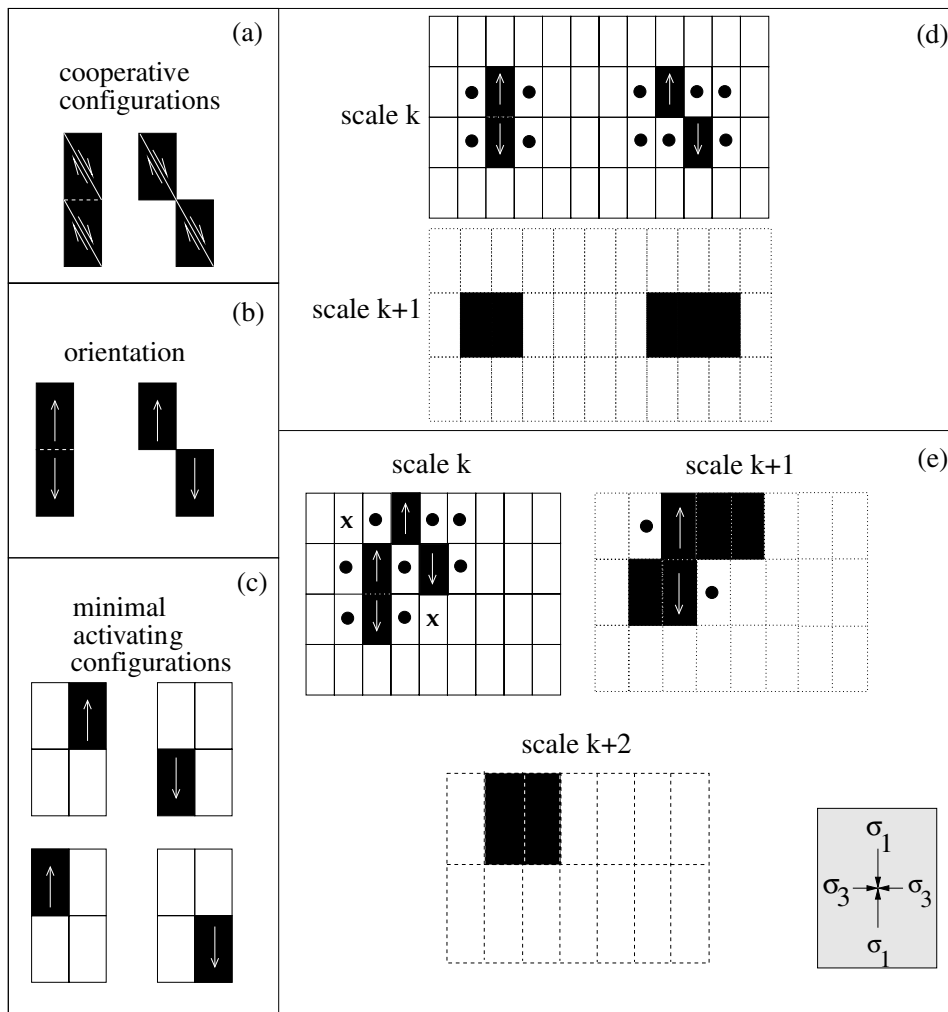 (a)
cooperative
configurations
(b)
orientation
(c)
minimal
activating
configurations
(d)
scale k
scale k+1
(e)
scale k
scale k+1
x
x
scale k+2
σ1
σ3 σ3
σ1